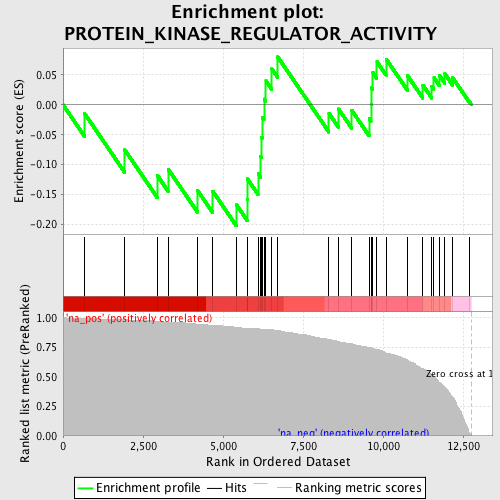 Enrichment plot:
PROTEIN_KINASE_REGULATOR_ACTIVITY
Enrichment score (ES)
0.05
0.00
-0.05
-0.10
-0.15
-0.20
'na_pos' (positively correlated)
Ranked list metric (PreRanked)
1.00
0.75
0.50
0.25
0.00
Zero cross at 1
'na_neg' (negatively correlated)
0
2,500
5,000
7,500
10,000
12,500
Rank in Ordered Dataset
Enrichment profile
Hits
Ranking metric scores